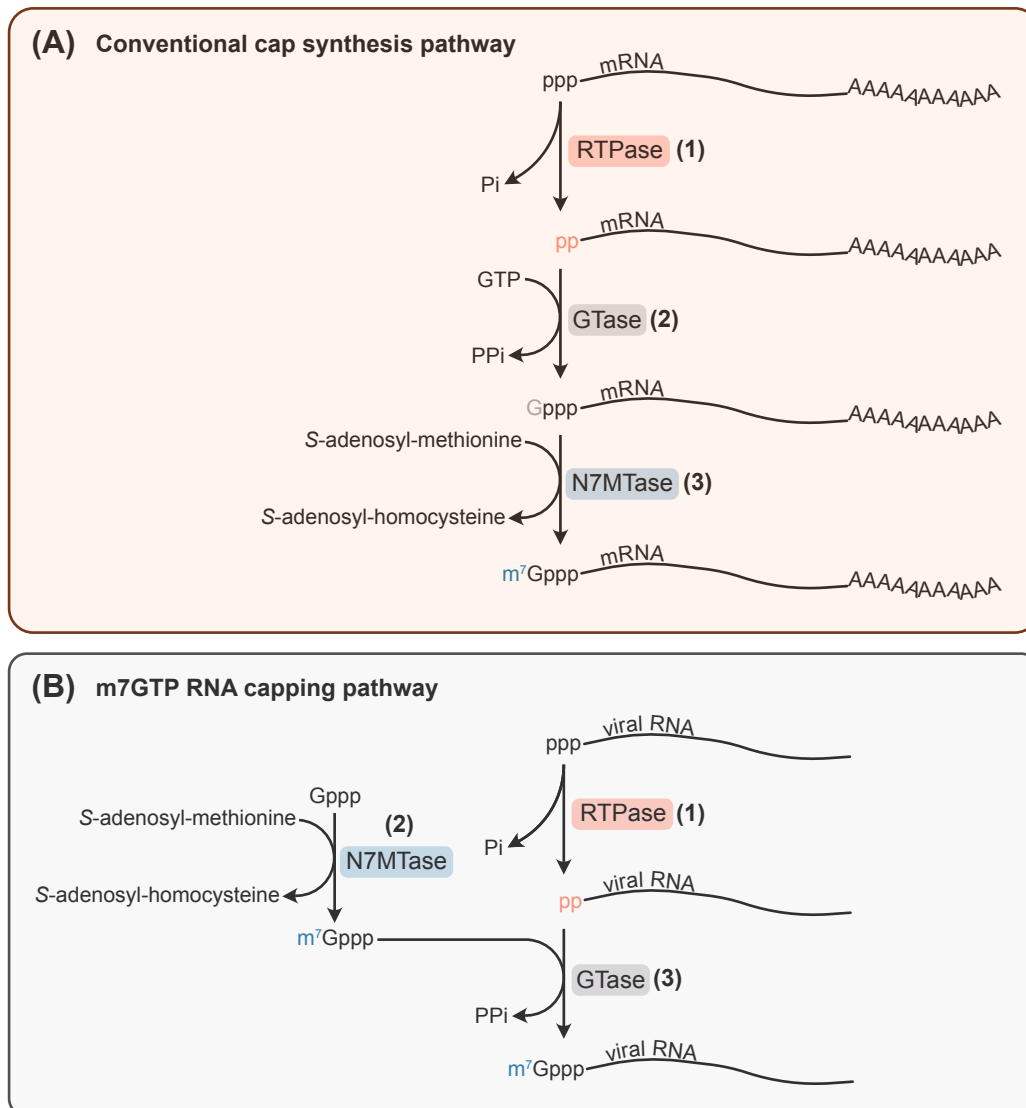 (A) Conventional cap synthesis pathway
ppp mRNA AAAAAAAAAAA
RTPase (1)
Pi
pp mRNA AAAAAAAAAAA
GTP
GTase (2)
PPi
Gppp mRNA AAAAAAAAAAA
S-adenosyl-methionine
N7MTase (3)
S-adenosyl-homocysteine
m⁷Gppp mRNA AAAAAAAAAAA
(B) m7GTP RNA capping pathway
ppp viral RNA
Gppp
S-adenosyl-methionine
(2)
N7MTase
S-adenosyl-homocysteine
m⁷Gppp
RTPase (1)
Pi
pp viral RNA
GTase (3)
PPi
m⁷Gppp viral RNA